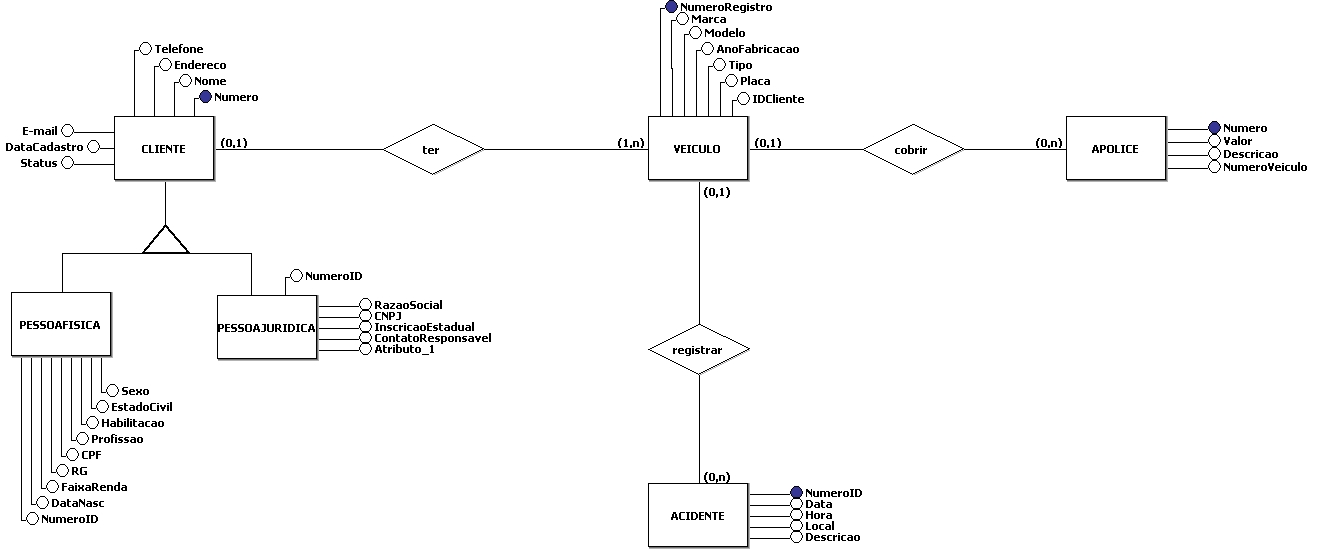 NumeroRegistro
Marca
Modelo
AnoFabricacao
Tipo
Placa
IDCliente
Telefone
Endereco
Nome
Numero
E-mail
DataCadastro
Status
CLIENTE
(0,1)
ter
(1,n)
VEICULO
(0,1)
cobrir
(0,n)
APOLICE
Numero
Valor
Descricao
NumeroVeiculo
(0,1)
NumeroID
PESSOAFISICA
PESSOAJURIDICA
RazaoSocial
CNPJ
InscricaoEstadual
ContatoResponsavel
Atributo_1
registrar
Sexo
EstadoCivil
Habilitacao
Profissao
CPF
RG
FaixaRenda
DataNasc
NumeroID
(0,n)
ACIDENTE
NumeroID
Data
Hora
Local
Descricao